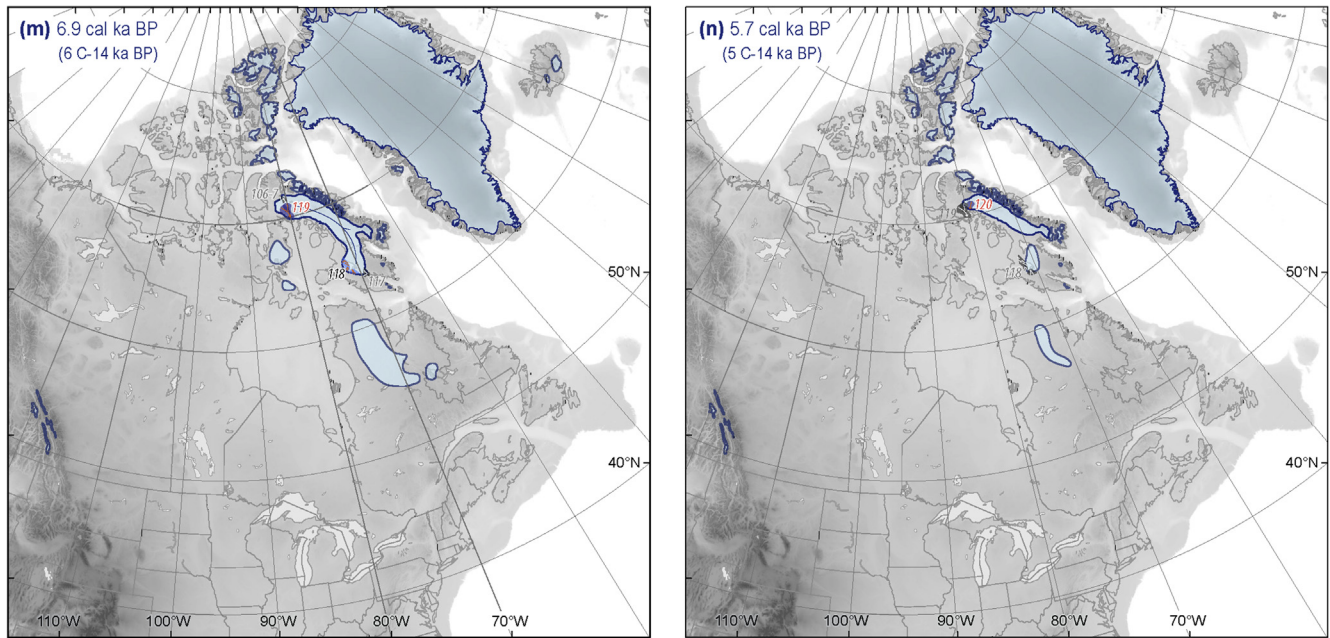 (m) 6.9 cal ka BP
(6 C-14 ka BP)
106-7
119
118
117
50°N
40°N
110°W
100°W
90°W
80°W
70°W
(n) 5.7 cal ka BP
(5 C-14 ka BP)
119
120
118
50°N
40°N
110°W
100°W
90°W
80°W
70°W